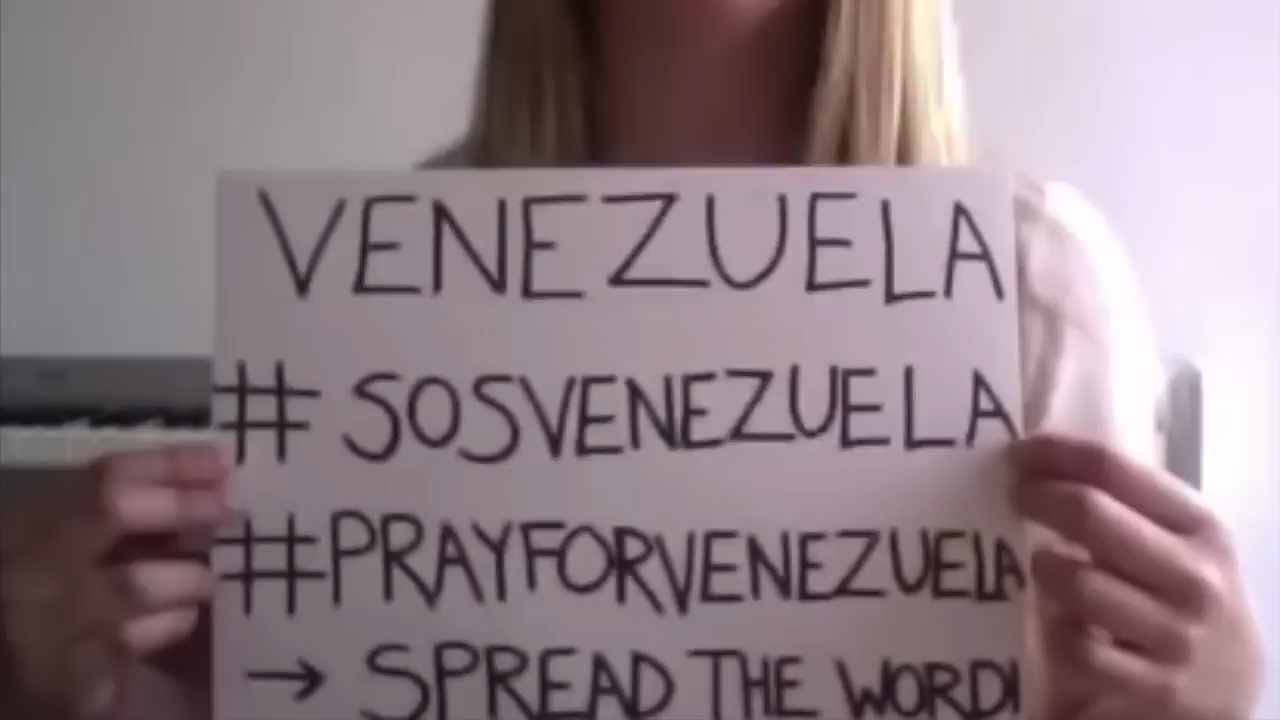 VENEZUELA
# SOSVENEZUELA
#PRAYFORVENEZUELA
→ SPREAD THE WORD!